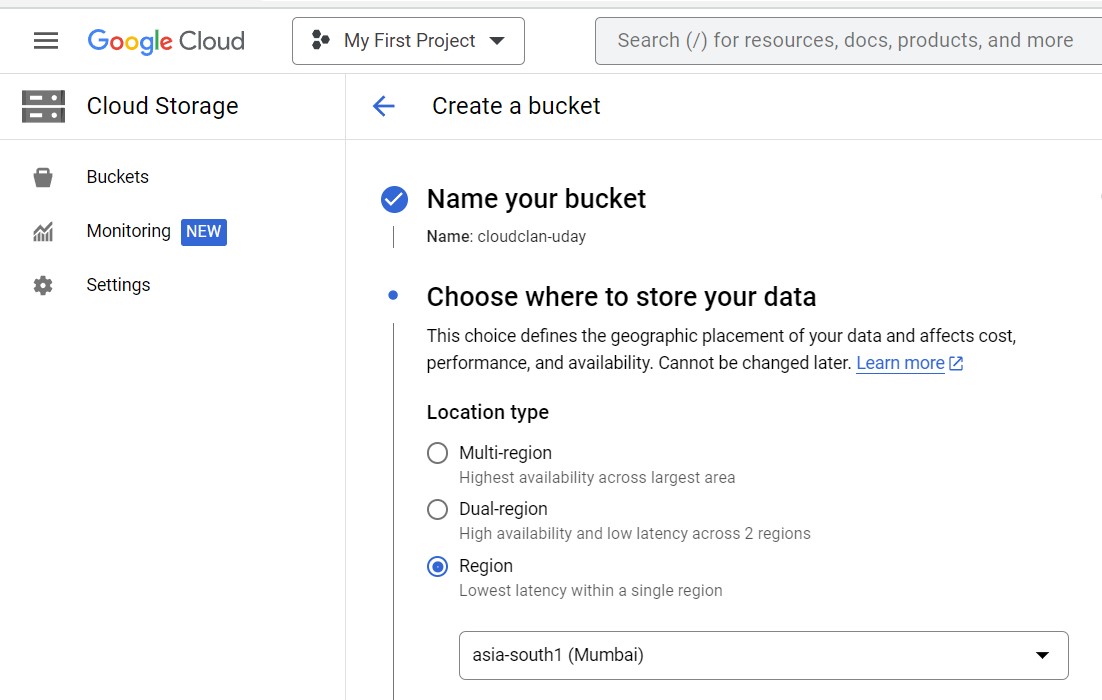 Google Cloud
My First Project
Search (/) for resources, docs, products, and more
Cloud Storage
Create a bucket
Buckets
Monitoring NEW
Settings
Name your bucket
Name: cloudclan-uday
Choose where to store your data
This choice defines the geographic placement of your data and affects cost,
performance, and availability. Cannot be changed later. Learn more
Location type
Multi-region
Highest availability across largest area
Dual-region
High availability and low latency across 2 regions
Region
Lowest latency within a single region
asia-south1 (Mumbai)